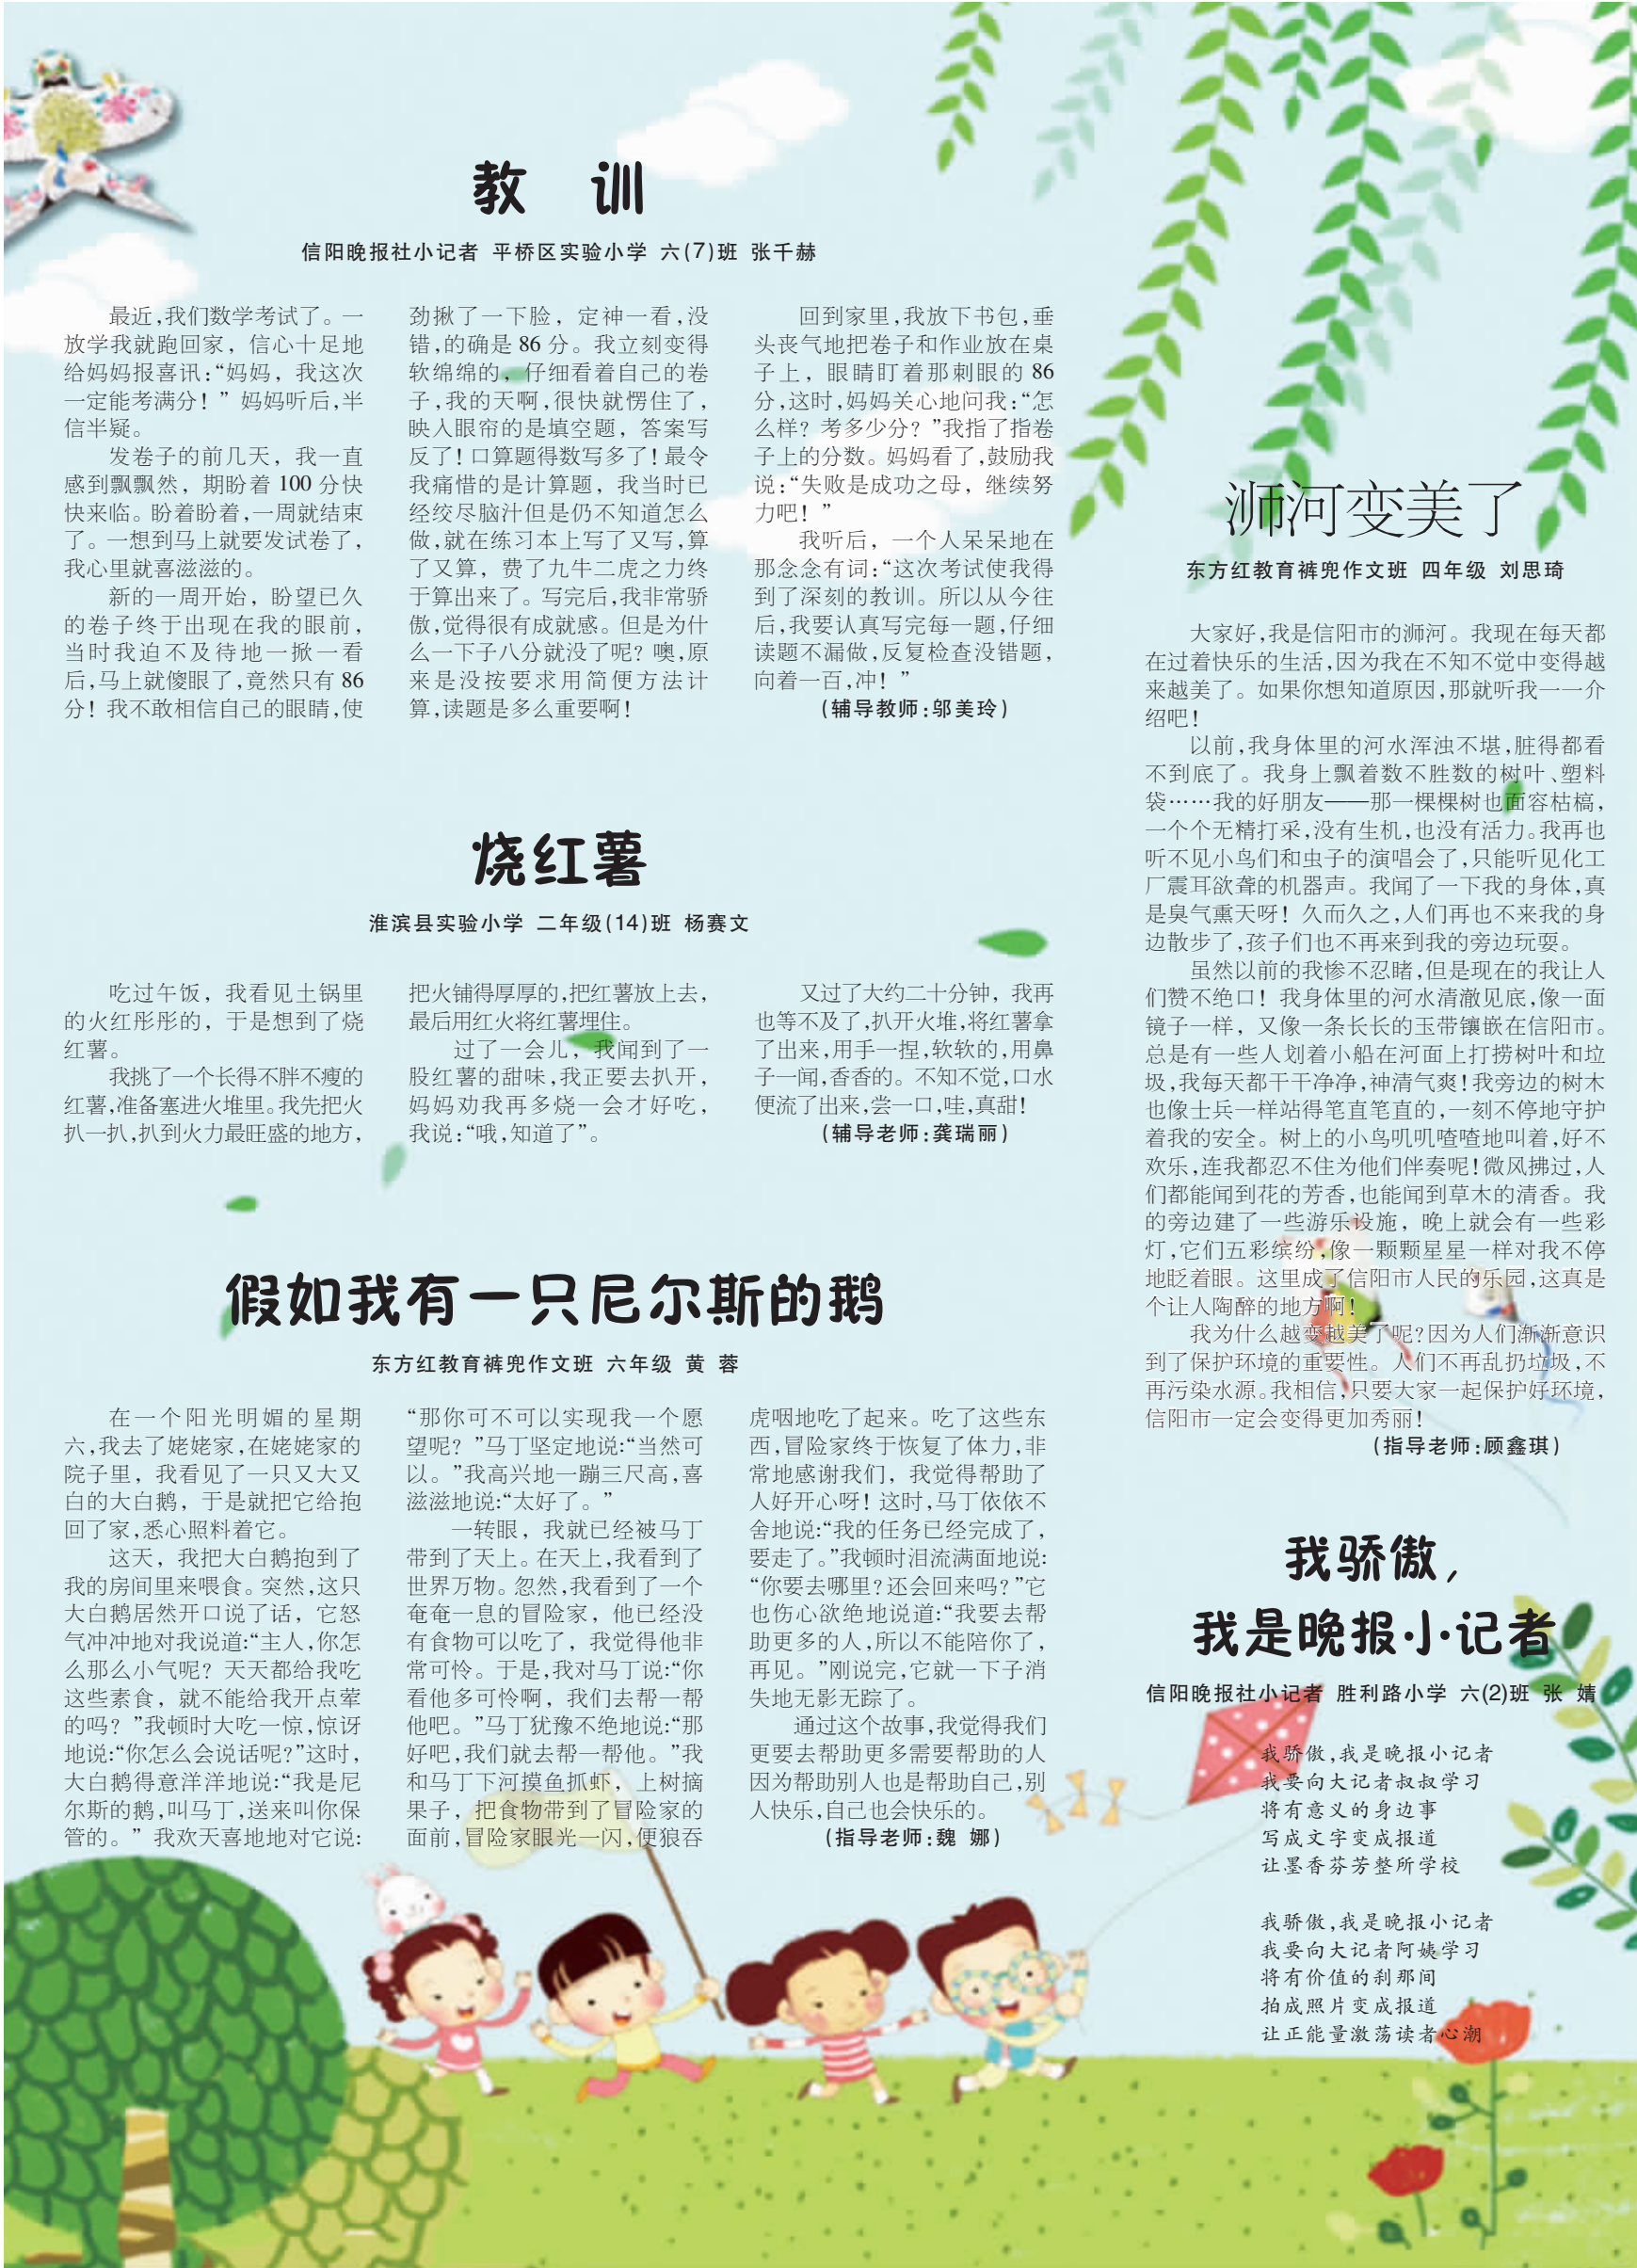 教 训
信阳晚报社小记者 平桥区实验小学 六(7)班 张千赫
最近,我们数学考试了。一
放学我就跑回家，信心十足地
给妈妈报喜讯:“妈妈，我这次
一定能考满分！”妈妈听后,半
信半疑。
发卷子的前几天，我一直
感到飘飘然，期盼着 100 分快
快来临。盼着盼着,一周就结束
了。一想到马上就要发试卷了,
我心里就喜滋滋的。
新的一周开始，盼望已久
的卷子终于出现在我的眼前,
当时我迫不及待地一掀一看
后,马上就傻眼了,竟然只有 86
分！我不敢相信自己的眼睛,使
劲揪了一下脸，定神一看,没
错,的确是 86 分。我立刻变得
软绵绵的，仔细看着自己的卷
子,我的天啊,很快就愣住了,
映入眼帘的是填空题，答案写
反了！口算题得数写多了！最令
我痛惜的是计算题，我当时已
经绞尽脑汁但是仍不知道怎么
做,就在练习本上写了又写,算
了又算，费了九牛二虎之力终
于算出来了。写完后,我非常骄
傲,觉得很有成就感。但是为什
么一下子八分就没了呢？噢,原
来是没按要求用简便方法计
算,读题是多么重要啊！
回到家里,我放下书包,垂
头丧气地把卷子和作业放在桌
子上，眼睛盯着那刺眼的 86
分,这时,妈妈关心地问我:“怎
么样？考多少分？”我指了指卷
子上的分数。妈妈看了,鼓励我
说:“失败是成功之母，继续努
力吧！”
我听后，一个人呆呆地在
那念念有词:“这次考试使我得
到了深刻的教训。所以从今往
后,我要认真写完每一题,仔细
读题不漏做,反复检查没错题,
向着一百,冲！”
(辅导教师:邬美玲)
烧红薯
淮滨县实验小学 二年级(14)班 杨赛文
吃过午饭，我看见土锅里
的火红彤彤的，于是想到了烧
红薯。
我挑了一个长得不胖不瘦的
红薯,准备塞进火堆里。我先把火
扒一扒,扒到火力最旺盛的地方,
把火铺得厚厚的,把红薯放上去,
最后用红火将红薯埋住。
过了一会儿，我闻到了一
股红薯的甜味,我正要去扒开,
妈妈劝我再多烧一会才好吃,
我说:“哦,知道了”。
又过了大约二十分钟，我再
也等不及了,扒开火堆,将红薯拿
了出来,用手一捏,软软的,用鼻
子一闻,香香的。不知不觉,口水
便流了出来,尝一口,哇,真甜！
(辅导老师:龚瑞丽)
假如我有一只尼尔斯的鹅
东方红教育裤兜作文班 六年级 黄 蓉
在一个阳光明媚的星期
六,我去了姥姥家,在姥姥家的
院子里，我看见了一只又大又
白的大白鹅，于是就把它给抱
回了家,悉心照料着它。
这天，我把大白鹅抱到了
我的房间里来喂食。突然,这只
大白鹅居然开口说了话，它怒
气冲冲地对我说道:“主人,你怎
么那么小气呢？天天都给我吃
这些素食，就不能给我开点荤
的吗？”我顿时大吃一惊,惊讶
地说:“你怎么会说话呢?”这时,
大白鹅得意洋洋地说:“我是尼
尔斯的鹅,叫马丁,送来叫你保
管的。”我欢天喜地地对它说:
“那你可不可以实现我一个愿
望呢？”马丁坚定地说:“当然可
以。”我高兴地一蹦三尺高,喜
滋滋地说:“太好了。”
一转眼，我就已经被马丁
带到了天上。在天上,我看到了
世界万物。忽然,我看到了一个
奄奄一息的冒险家，他已经没
有食物可以吃了，我觉得他非
常可怜。于是,我对马丁说:“你
看他多可怜啊，我们去帮一帮
他吧。”马丁犹豫不绝地说:“那
好吧,我们就去帮一帮他。”我
和马丁下河摸鱼抓虾，上树摘
果子，把食物带到了冒险家的
面前,冒险家眼光一闪,便狼吞
虎咽地吃了起来。吃了这些东
西,冒险家终于恢复了体力,非
常地感谢我们，我觉得帮助了
人好开心呀！这时,马丁依依不
舍地说:“我的任务已经完成了,
要走了。”我顿时泪流满面地说:
“你要去哪里?还会回来吗?”它
也伤心欲绝地说道:“我要去帮
助更多的人,所以不能陪你了,
再见。”刚说完,它就一下子消
失地无影无踪了。
通过这个故事,我觉得我们
更要去帮助更多需要帮助的人
因为帮助别人也是帮助自己,别
人快乐,自己也会快乐的。
(指导老师:魏 娜)
浉河变美了
东方红教育裤兜作文班 四年级 刘思琦
大家好,我是信阳市的浉河。我现在每天都
在过着快乐的生活,因为我在不知不觉中变得越
来越美了。如果你想知道原因,那就听我一一介
绍吧！
以前,我身体里的河水浑浊不堪,脏得都看
不到底了。我身上飘着数不胜数的树叶、塑料
袋……我的好朋友——那一棵棵树也面容枯槁,
一个个无精打采,没有生机,也没有活力。我再也
听不见小鸟们和虫子的演唱会了,只能听见化工
厂震耳欲聋的机器声。我闻了一下我的身体,真
是臭气熏天呀！久而久之,人们再也不来我的身
边散步了,孩子们也不再来到我的旁边玩耍。
虽然以前的我惨不忍睹,但是现在的我让人
们赞不绝口！我身体里的河水清澈见底,像一面
镜子一样，又像一条长长的玉带镶嵌在信阳市。
总是有一些人划着小船在河面上打捞树叶和垃
圾,我每天都干干净净,神清气爽！我旁边的树木
也像士兵一样站得笔直笔直的,一刻不停地守护
着我的安全。树上的小鸟叽叽喳喳地叫着,好不
欢乐,连我都忍不住为他们伴奏呢！微风拂过,人
们都能闻到花的芳香,也能闻到草木的清香。我
的旁边建了一些游乐设施，晚上就会有一些彩
灯,它们五彩缤纷,像一颗颗星星一样对我不停
地眨着眼。这里成了信阳市人民的乐园,这真是
个让人陶醉的地方啊！
我为什么越变越美了呢?因为人们渐渐意识
到了保护环境的重要性。人们不再乱扔垃圾,不
再污染水源。我相信,只要大家一起保护好环境,
信阳市一定会变得更加秀丽！
(指导老师:顾鑫琪)
我骄傲,
我是晚报小记者
信阳晚报社小记者 胜利路小学 六(2)班 张 婧
我骄傲,我是晚报小记者
我要向大记者叔叔学习
将有意义的身边事
写成文字变成报道
让墨香芬芳整所学校
我骄傲,我是晚报小记者
我要向大记者阿姨学习
将有价值的刹那间
拍成照片变成报道
让正能量激荡读者心潮